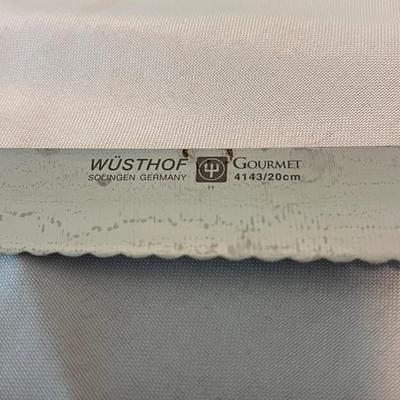 WÜSTHOF GOURMET
SOLINGEN GERMANY 4143/20cm